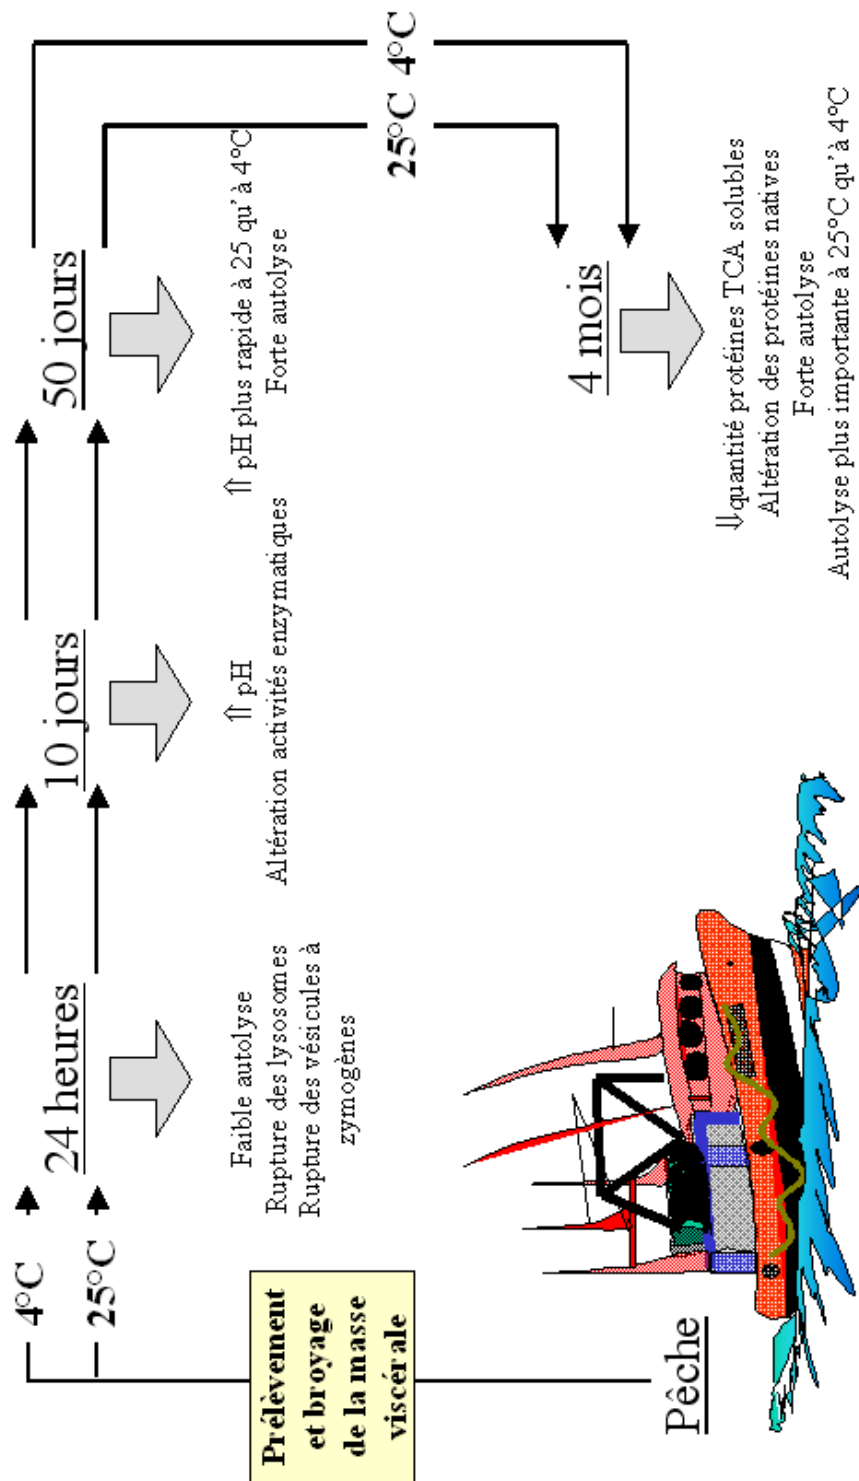 Pêche
Prélèvement
et broyage
de la masse
viscérale
4°C
25°C
24 heures
Faible autolyse
Rupture des lysosomes
Rupture des vésicules à
zymogènes
10 jours
⇑ pH
Altération activités enzymatiques
50 jours
⇑ pH plus rapide à 25 qu'à 4°C
Forte autolyse
25°C 4°C
4 mois
⇓quantité protéines TCA solubles
Altération des protéines natives
Forte autolyse
Autolyse plus importante à 25°C qu'à 4°C